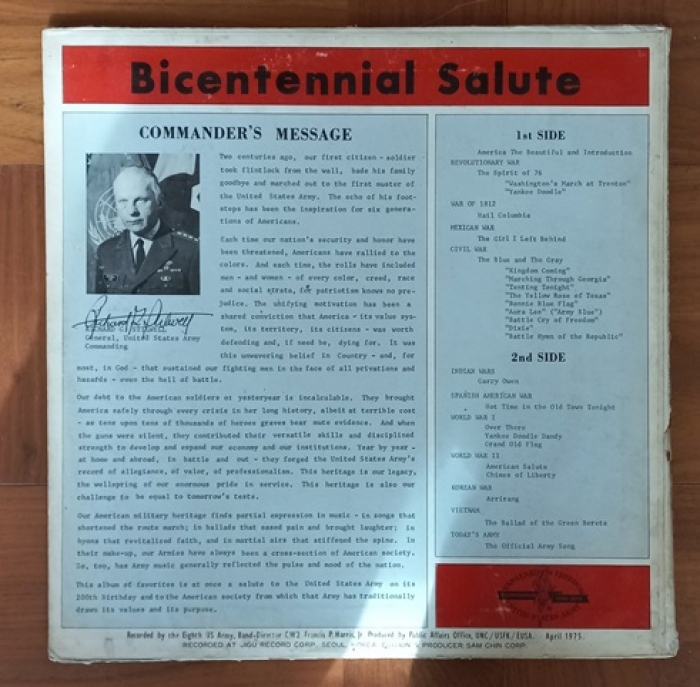 Bicentennial Salute
COMMANDER'S MESSAGE
Two centuries ago, our first citizen-soldier
took flintlock from the wall, bade his family
goodbye and marched out to the first muster of
the United States Army. The echo of his foot-
steps has been the inspiration for six genera-
tions of Americans.
Each time our nation's security and honor have
been threatened, Americans have rallied to the
colors. And each time, the rolls have included
men - and women - of every color, creed, race
and social strata, for patriotism knows no pre-
judice. The unifying motivation has been a
shared conviction that America - its value sys-
tem, its territory, its citizens - was worth
defending and, if need be, dying for. It was
this unwavering belief in Country - and, for
most, in God - that sustained our fighting men in the face of all privations and
hazards - even the hell of battle.
General, United States Army
Commanding
Our debt to the American soldiers of yesteryear is incalculable. They brought
America safely through every crisis in her long history, albeit at terrible cost
- as tens upon tens of thousands of heroes graves bear mute evidence. And when
the guns were silent, they contributed their versatile skills and disciplined
strength to develop and expand our economy and our institutions. Year by year -
at home and abroad, in battle and out - they forged the United States Army's
record of allegiance, of valor, of professionalism. This heritage is our legacy,
the wellspring of our enormous pride in service. This heritage is also our
challenge to be equal to tomorrow's tests.
Our American military heritage finds partial expression in music - in songs that
shortened the route march; in ballads that eased pain and brought laughter; in
hymns that revitalized faith, and in martial airs that stiffened the spine. In
their make-up, our Armies have always been a cross-section of American society.
So, too, has Army music generally reflected the pulse and mood of the nation.
This album of favorites is at once a salute to the United States Army on its
200th Birthday and to the American society from which that Army has traditionally
drawn its values and its purpose.
1st SIDE
America The Beautiful and Introduction
REVOLUTIONARY WAR
The Spirit of 76
"Washington's March at Trenton"
"Yankee Doodle"
WAR OF 1812
Hail Columbia
MEXICAN WAR
The Girl I Left Behind
CIVIL WAR
The Blue and The Gray
"Kingdom Coming"
"Marching Through Georgia"
"Tenting Tonight"
"The Yellow Rose of Texas"
"Bonnie Blue Flag"
"Aura Lee" ("Army Blue")
"Battle Cry of Freedom"
"Dixie"
"Battle Hymn of the Republic"
2nd SIDE
INDIAN WARS
Garry Owen
SPANISH AMERICAN WAR
Hot Time in the Old Town Tonight
WORLD WAR I
Over There
Yankee Doodle Dandy
Grand Old Flag
WORLD WAR II
American Salute
Chimes of Liberty
KOREAN WAR
Arrirang
VIETNAM
The Ballad of the Green Berets
TODAY'S ARMY
The Official Army Song
Recorded by the Eighth US Army, Band-Director CW3 Francis P. Harris, Jr. Produced by Public Affairs Office, UNC/USFK/EUSA. April 1975.
RECORDED AT JIGU RECORD CORP. SEOUL, KOREA PRODUCER SAM CHIN CORP.